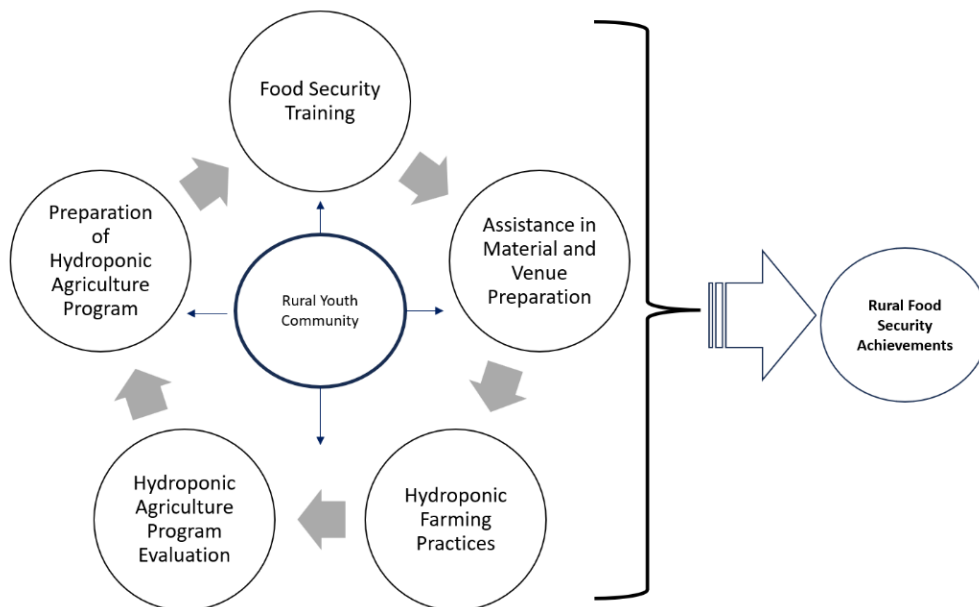 Food Security
Training
Preparation
of
Hydroponic
Agriculture
Program
Assistance in
Material and
Venue
Preparation
Rural Youth
Community
Rural Food
Security
Achievements
Hydroponic
Agriculture
Program
Evaluation
Hydroponic
Farming
Practices